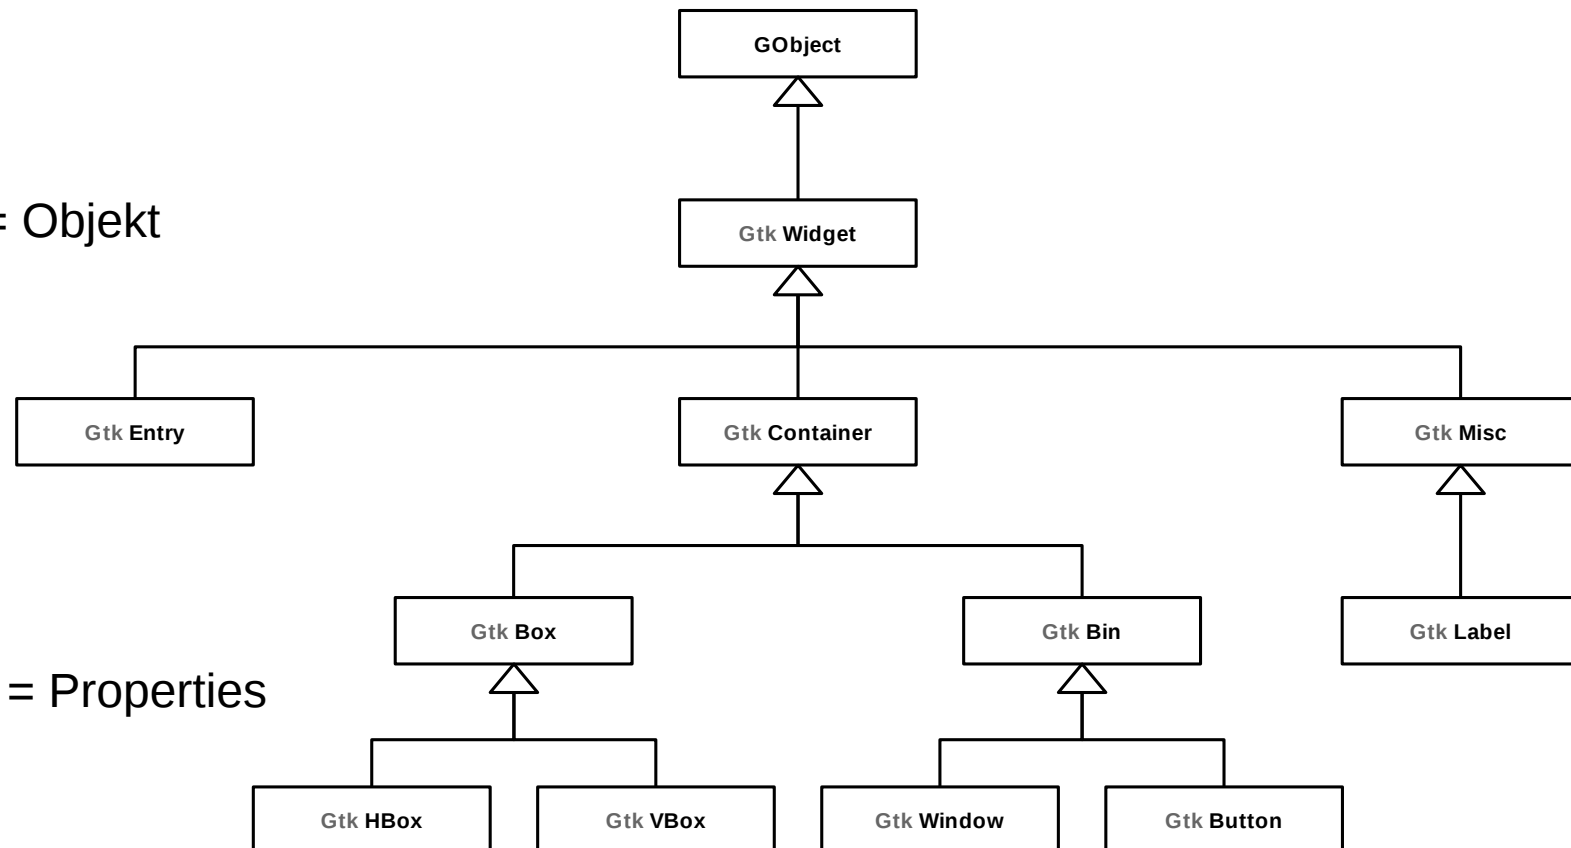 GObject
= Objekt
Gtk Widget
Gtk Entry
Gtk Container
Gtk Misc
Gtk Box
Gtk Bin
Gtk Label
= Properties
Gtk HBox
Gtk VBox
Gtk Window
Gtk Button